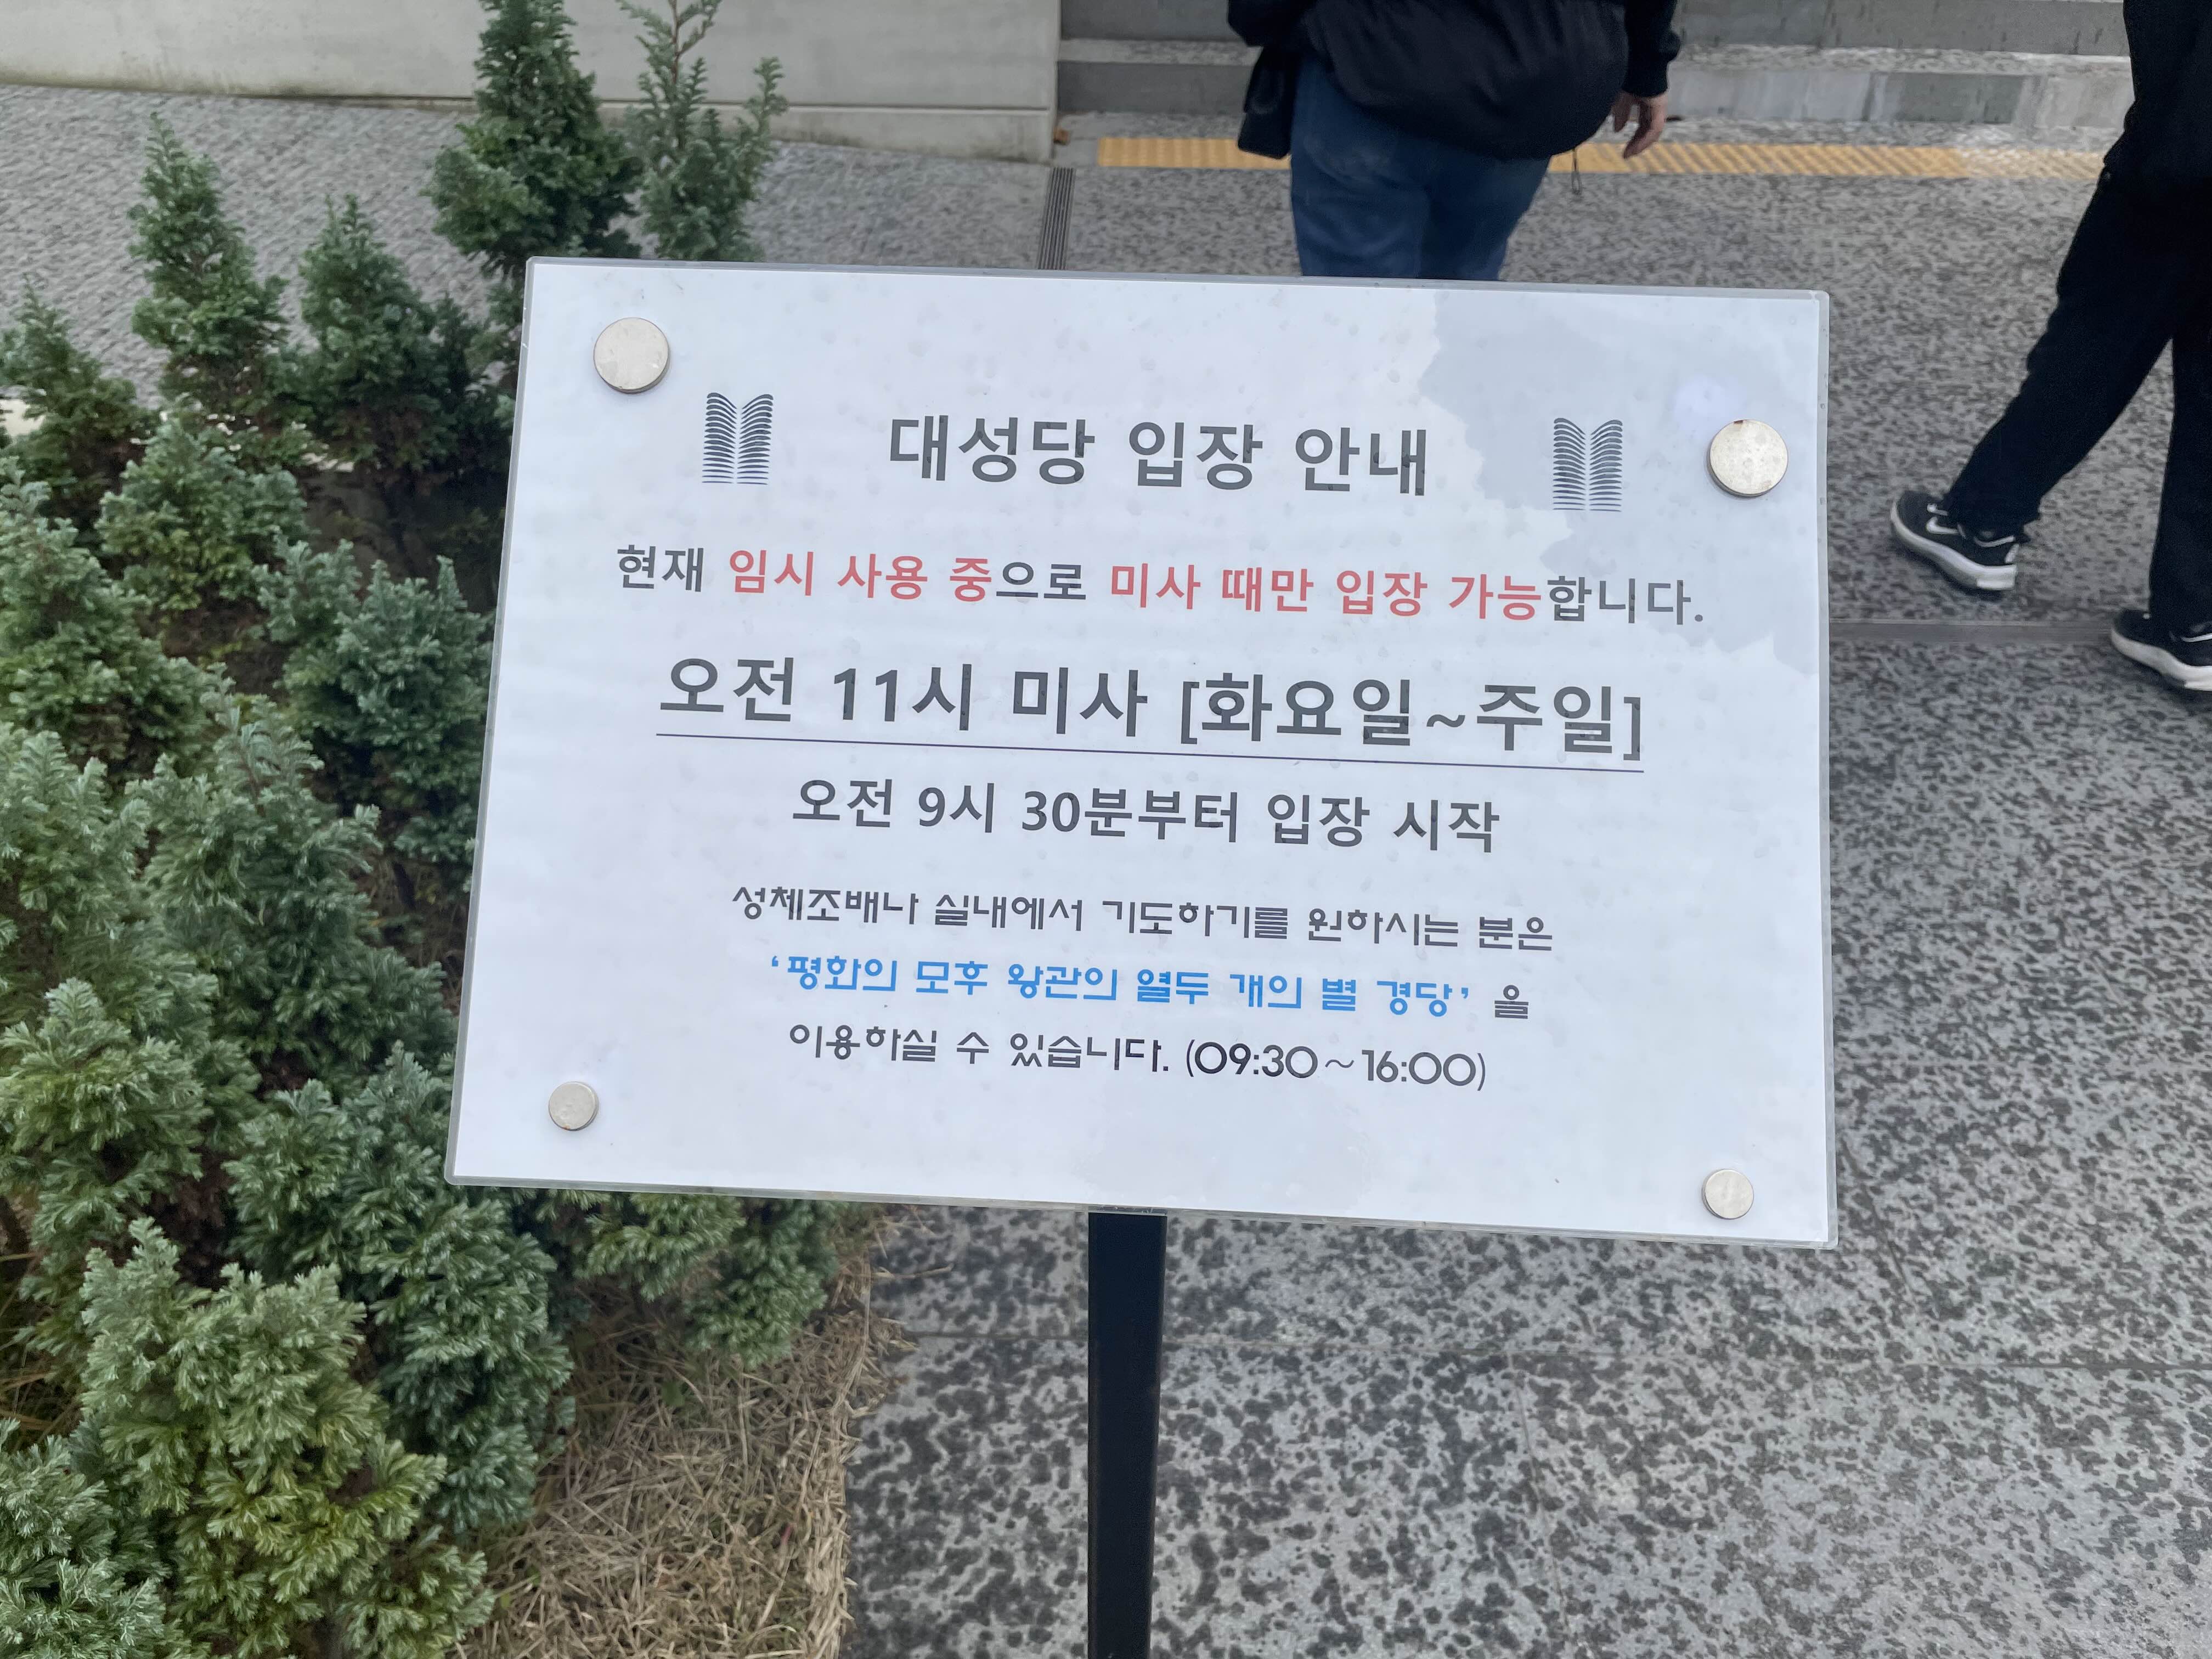 대성당 입장 안내
현재 임시 사용 중으로 미사 때만 입장 가능합니다.
오전 11시 미사 [화요일~주일]
오전 9시 30분부터 입장 시작
성체조배나 실내에서 기도하기를 원하시는 분은
‘평화의 모후 왕관의 열두 개의 별 경당’ 을
이용하실 수 있습니다. (09:30~16:00)